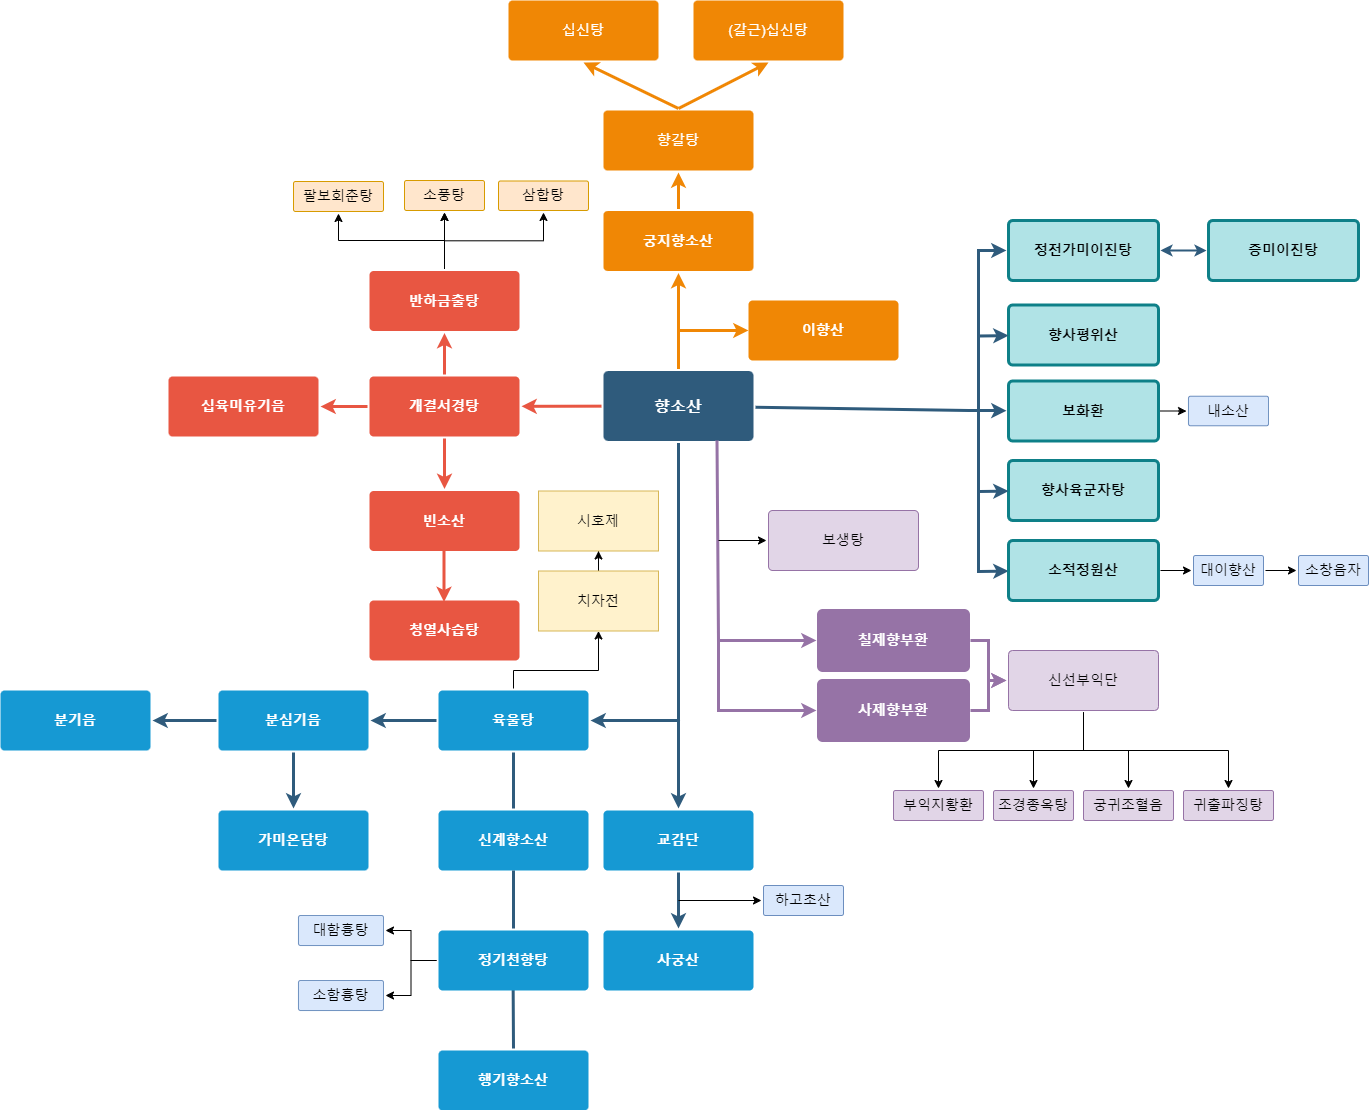 십신탕
(갈근)십신탕
향갈탕
팔보회준탕
소풍탕
삼합탕
궁지향소산
정전가미이진탕
증미이진탕
반하금출탕
이향산
향사평위산
십육미유기음
개결서경탕
향소산
보화환
내소산
향사육군자탕
빈소산
시호제
보생탕
소적정원산
대이향산
소창음자
치자전
청열사습탕
칠제향부환
신선부익단
사제향부환
분기음
분심기음
육울탕
부익지황환
조경종옥탕
궁귀조혈음
귀출파징탕
가미온담탕
신계향소산
교감단
하고초산
대함흉탕
정기천향탕
사궁산
소함흉탕
행기향소산